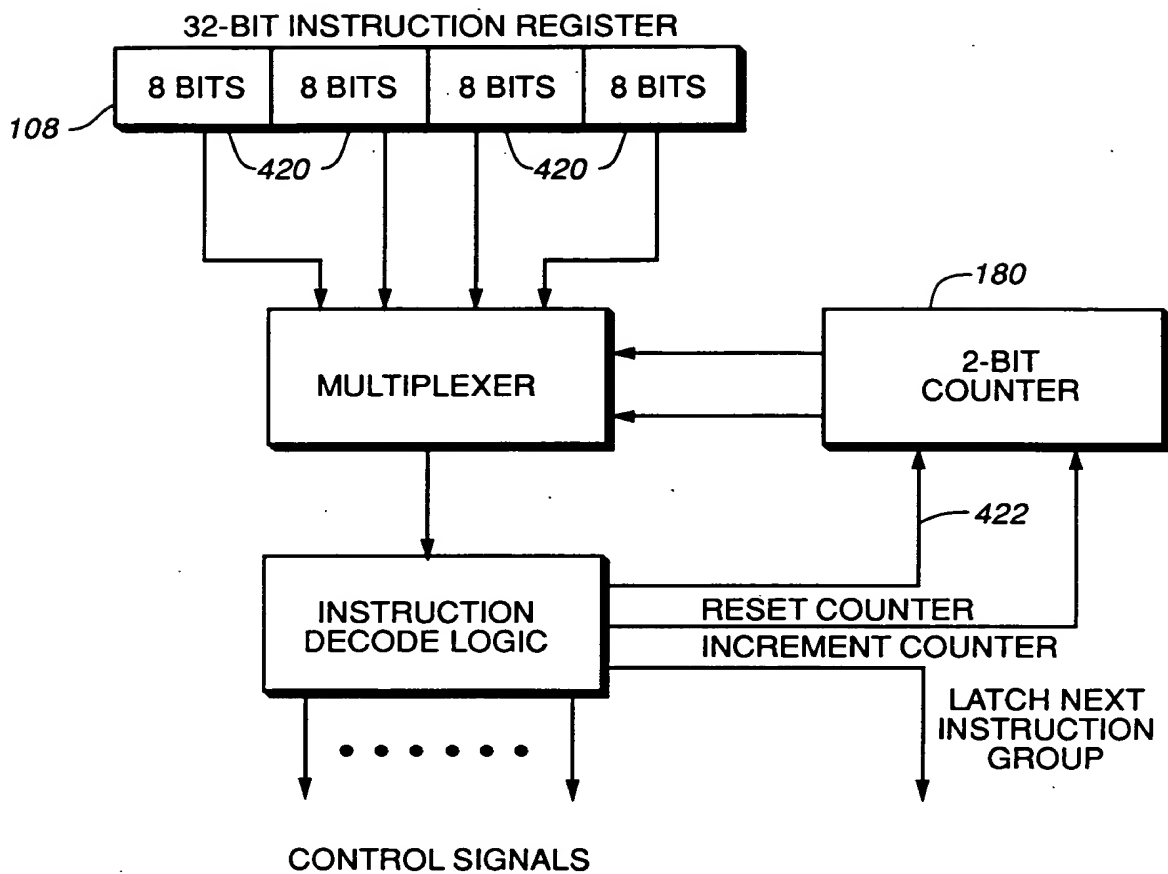 32-BIT INSTRUCTION REGISTER
8 BITS 8 BITS 8 BITS 8 BITS
108
420 420
180
MULTIPLEXER
2-BIT
COUNTER
422
INSTRUCTION
DECODE LOGIC
RESET COUNTER
INCREMENT COUNTER
LATCH NEXT
INSTRUCTION
GROUP
CONTROL SIGNALS